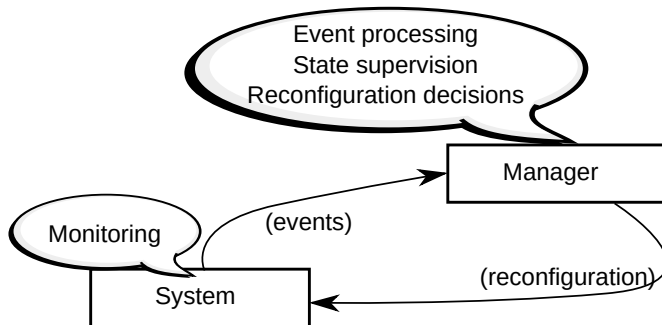 Event processing
State supervision
Reconfiguration decisions
Manager
(events)
Monitoring
(reconfiguration)
System